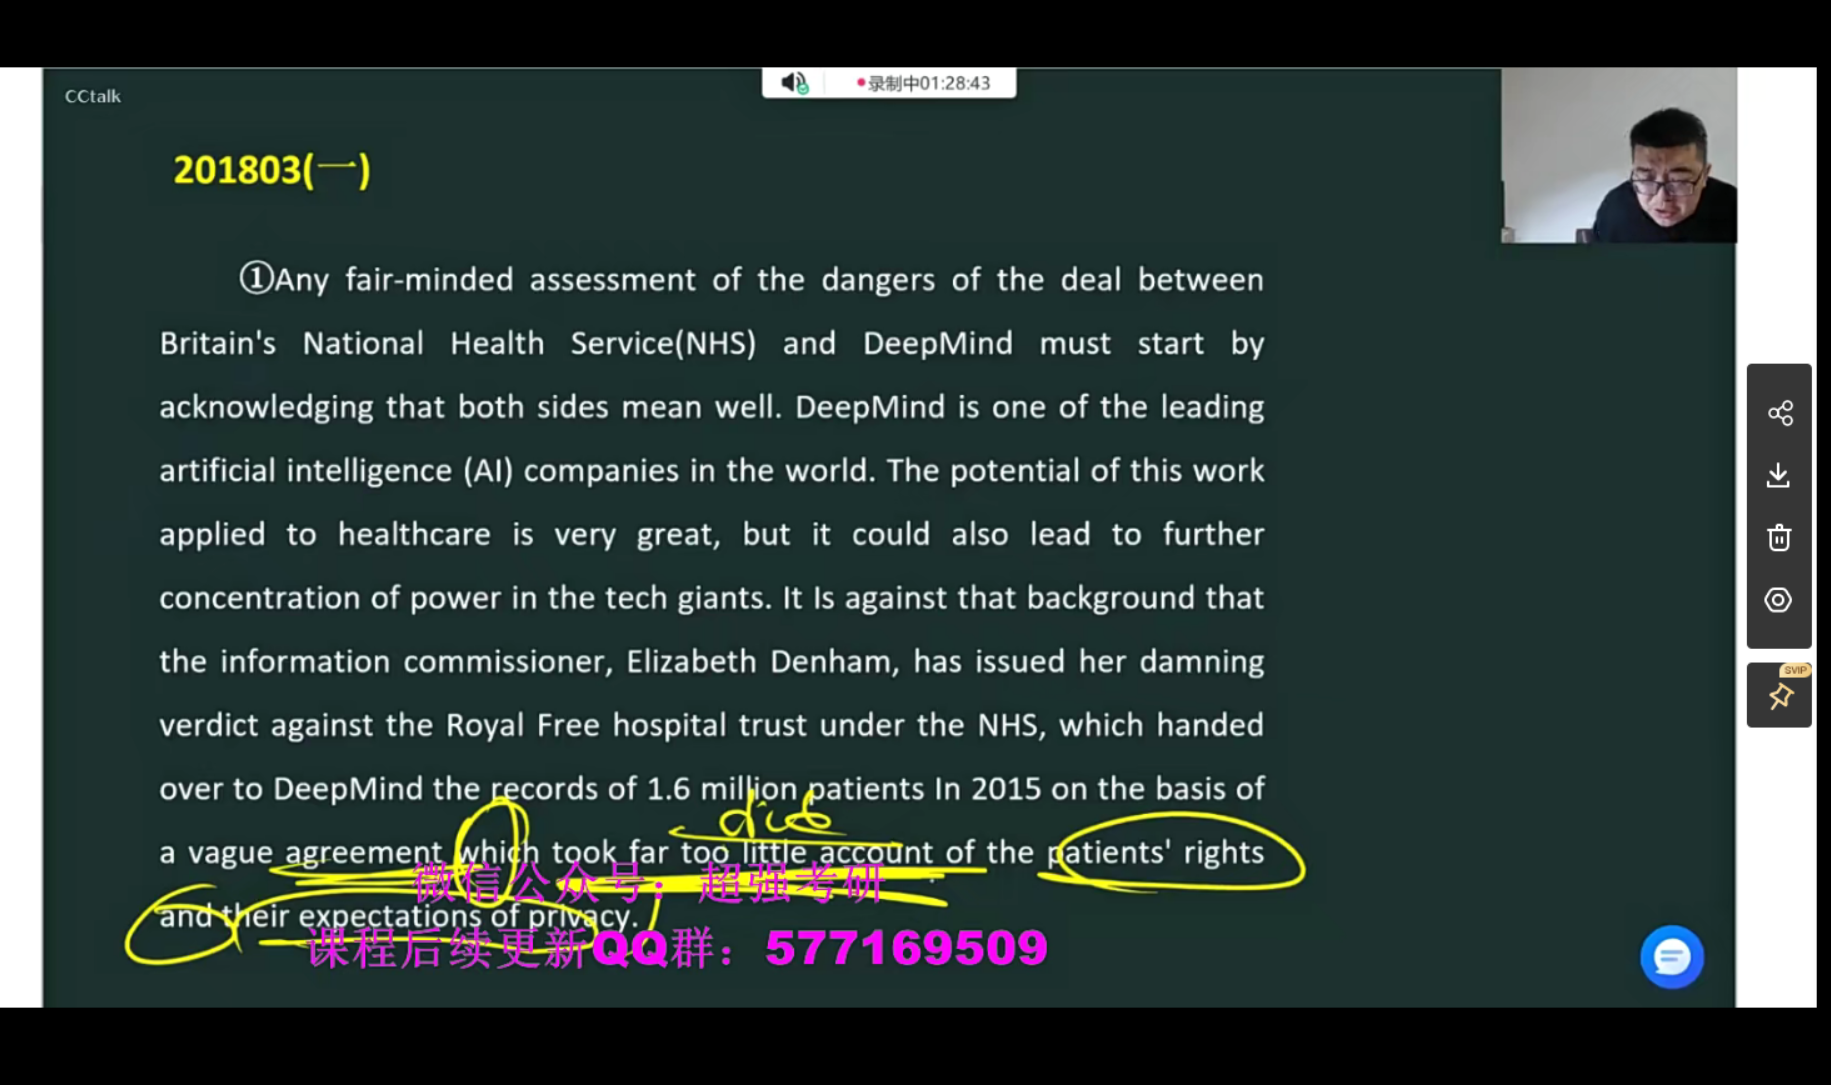 CCtalk
录制中01:28:43
201803(一)
①Any fair-minded assessment of the dangers of the deal between
Britain's National Health Service(NHS) and DeepMind must start by
acknowledging that both sides mean well. DeepMind is one of the leading
artificial intelligence (AI) companies in the world. The potential of this work
applied to healthcare is very great, but it could also lead to further
concentration of power in the tech giants. It Is against that background that
the information commissioner, Elizabeth Denham, has issued her damning
verdict against the Royal Free hospital trust under the NHS, which handed
over to DeepMind the records of 1.6 million patients In 2015 on the basis of
a vague agreement which took far too little account of the patients' rights
and their expectations of privacy.
微信公众号：超强考研
课程后续更新QQ群：577169509
SVIP